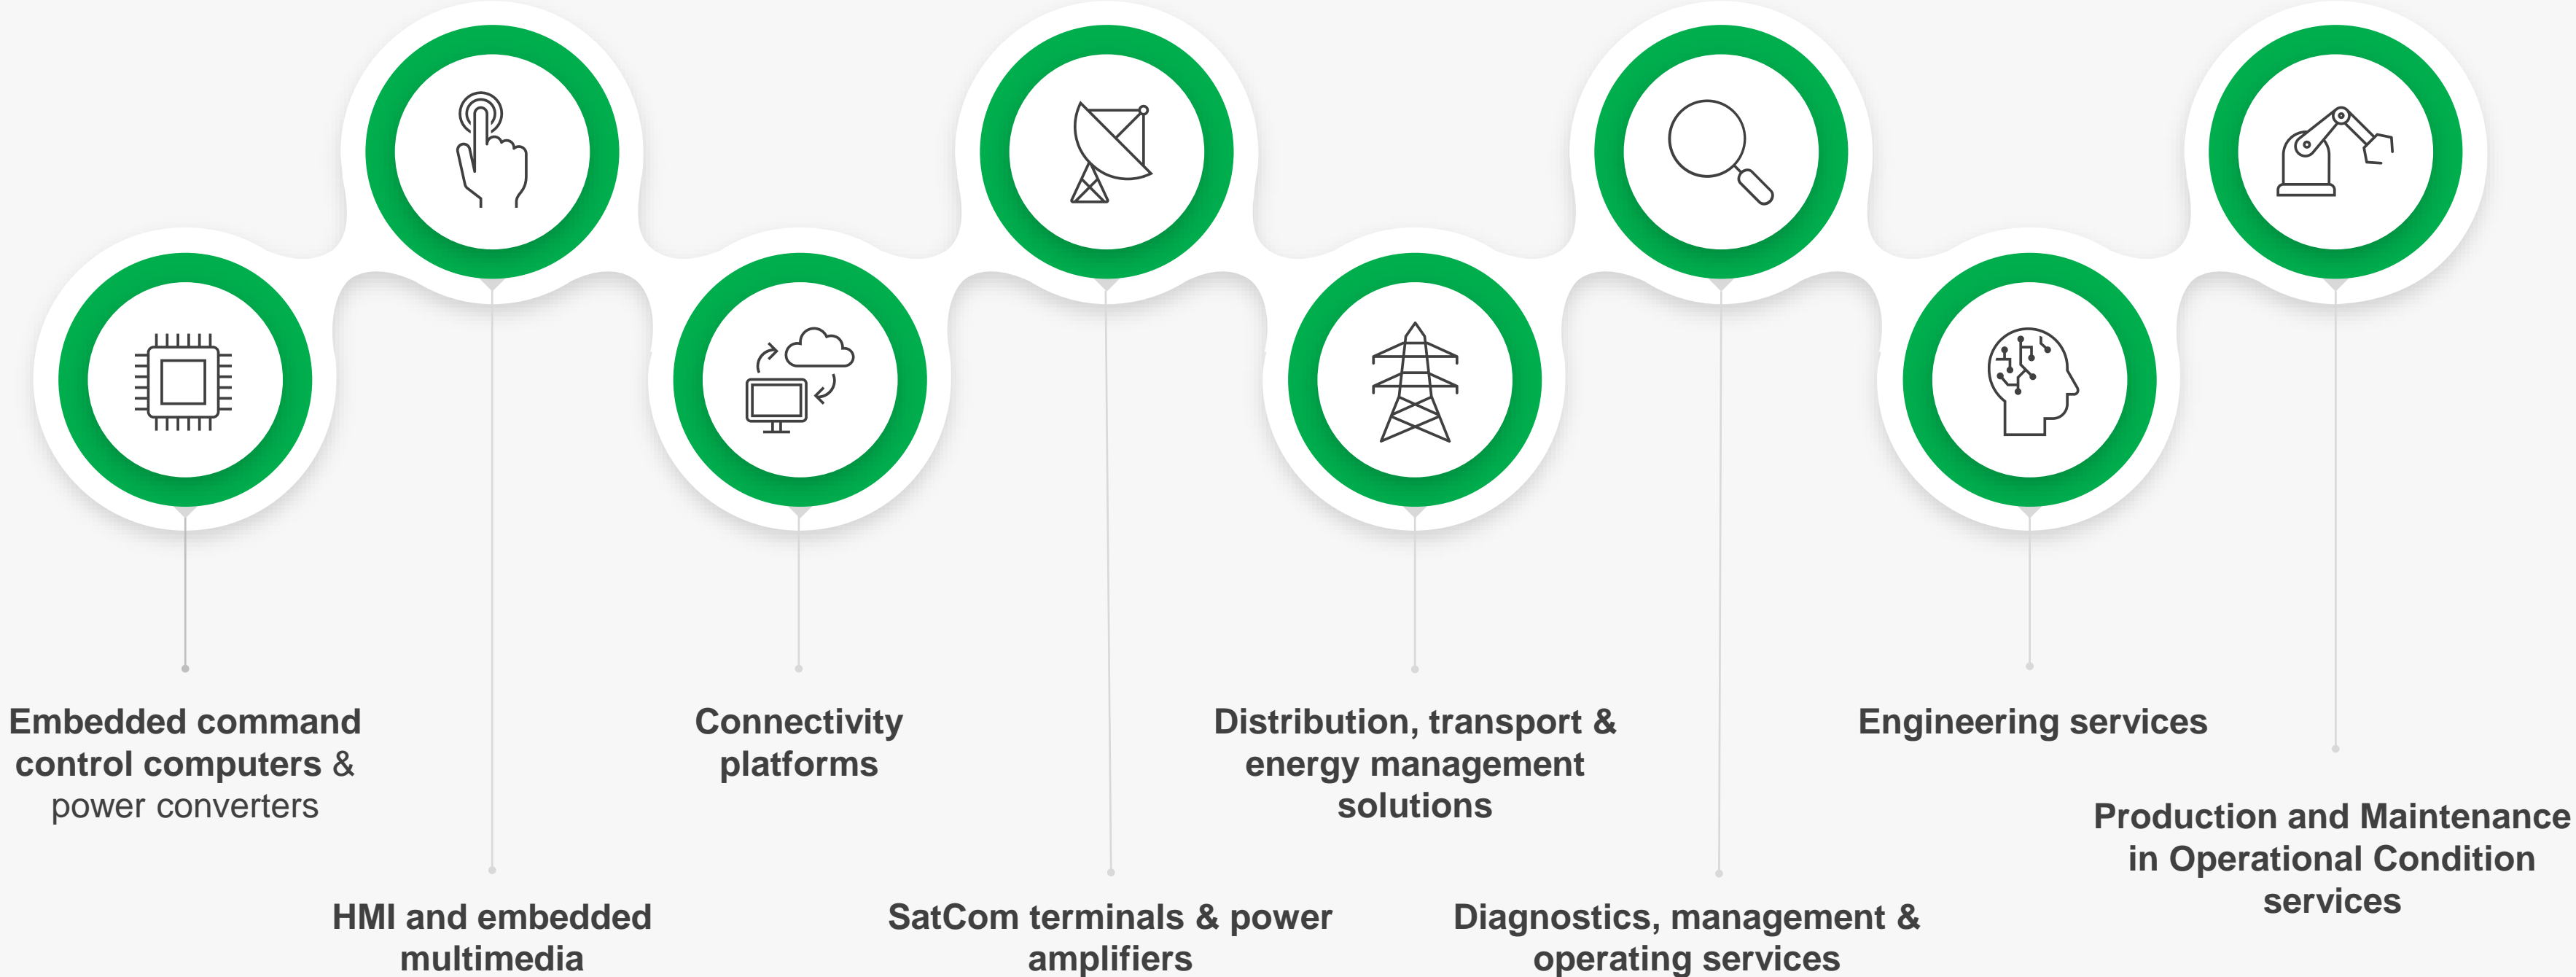 Embedded command
control computers &
power converters
HMI and embedded
multimedia
Connectivity
platforms
SatCom terminals & power
amplifiers
Distribution, transport &
energy management
solutions
Diagnostics, management &
operating services
Engineering services
Production and Maintenance
in Operational Condition
services